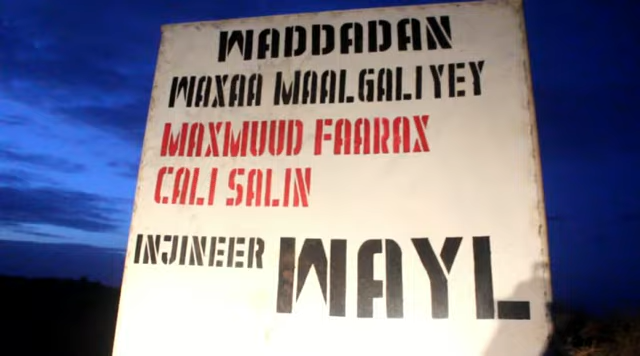 WADDADAN
WAXAA MAALGALIYEY
MAXMUUD FAARAX
CALI SALIN
INJINEER WAYL